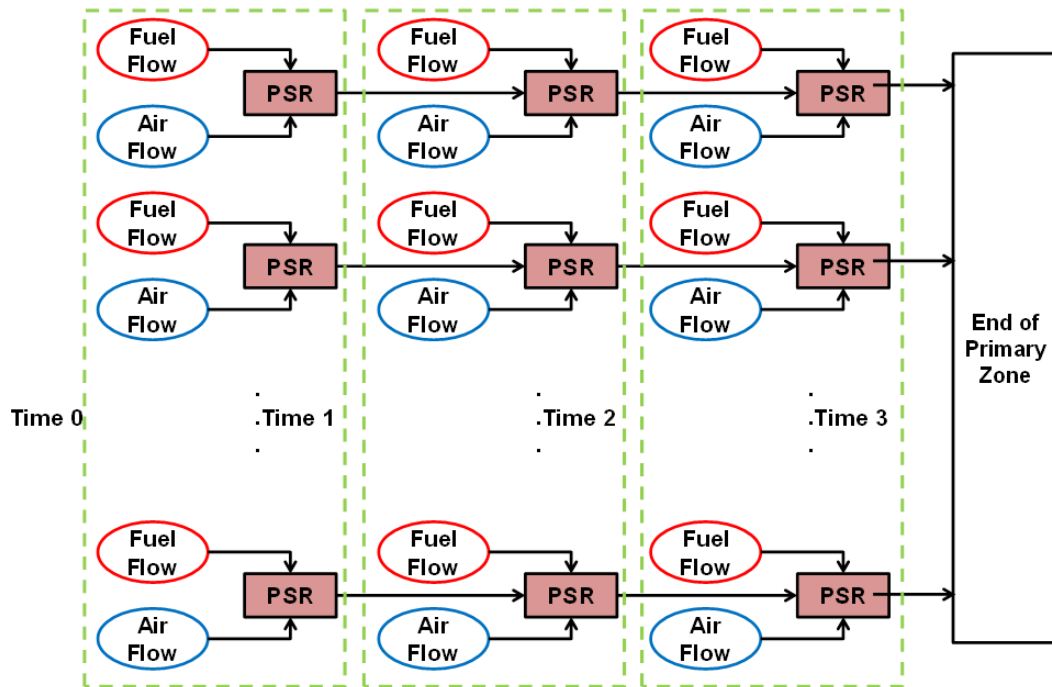 Fuel
Flow
PSR
Air
Flow
Fuel
Flow
PSR
Air
Flow
Fuel
Flow
PSR
Air
Flow
Fuel
Flow
PSR
Air
Flow
Fuel
Flow
PSR
Air
Flow
Fuel
Flow
PSR
Air
Flow
End of
Primary
Zone
Time 0
Time 1
Time 2
Time 3
Fuel
Flow
PSR
Air
Flow
Fuel
Flow
PSR
Air
Flow
Fuel
Flow
PSR
Air
Flow